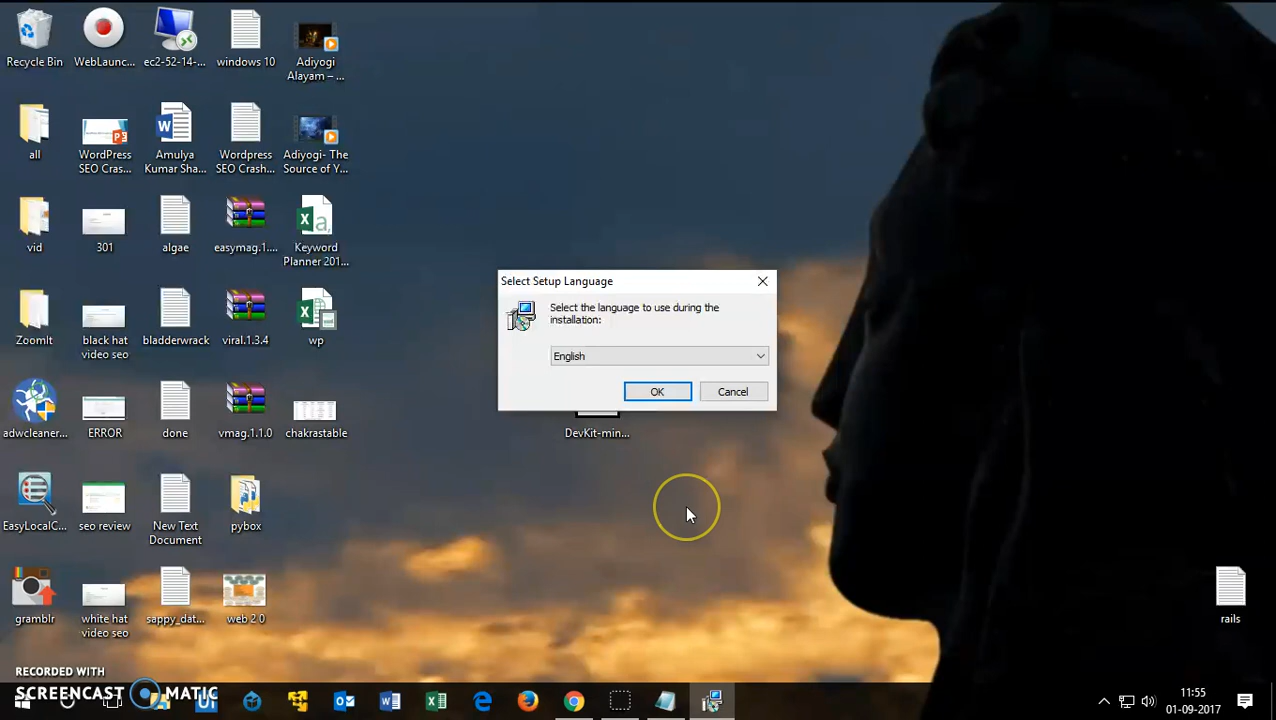 Recycle Bin
WebLaunc...
ec2-52-14-...
windows 10
Adiyogi
Alayam – ...
all
WordPress
SEO Cras...
Amulya
Kumar Sha...
Wordpress
SEO Crash...
Adiyogi- The
Source of Y...
vid
301
algae
easymag.1....
Keyword
Planner 201...
ZoomIt
black hat
video seo
bladderwrack
viral.1.3.4
wp
adwcleaner...
ERROR
done
vmag.1.1.0
chakrastable
EasyLocalC...
seo review
New Text
Document
pybox
gramblr
white hat
video seo
sappy_dat...
web 2.0
Select Setup Language
Select the language to use during the
installation:
English
OK
Cancel
DevKit-min...
rails
RECORDED WITH
SCREENCAST MATIC
11:55
01-09-2017